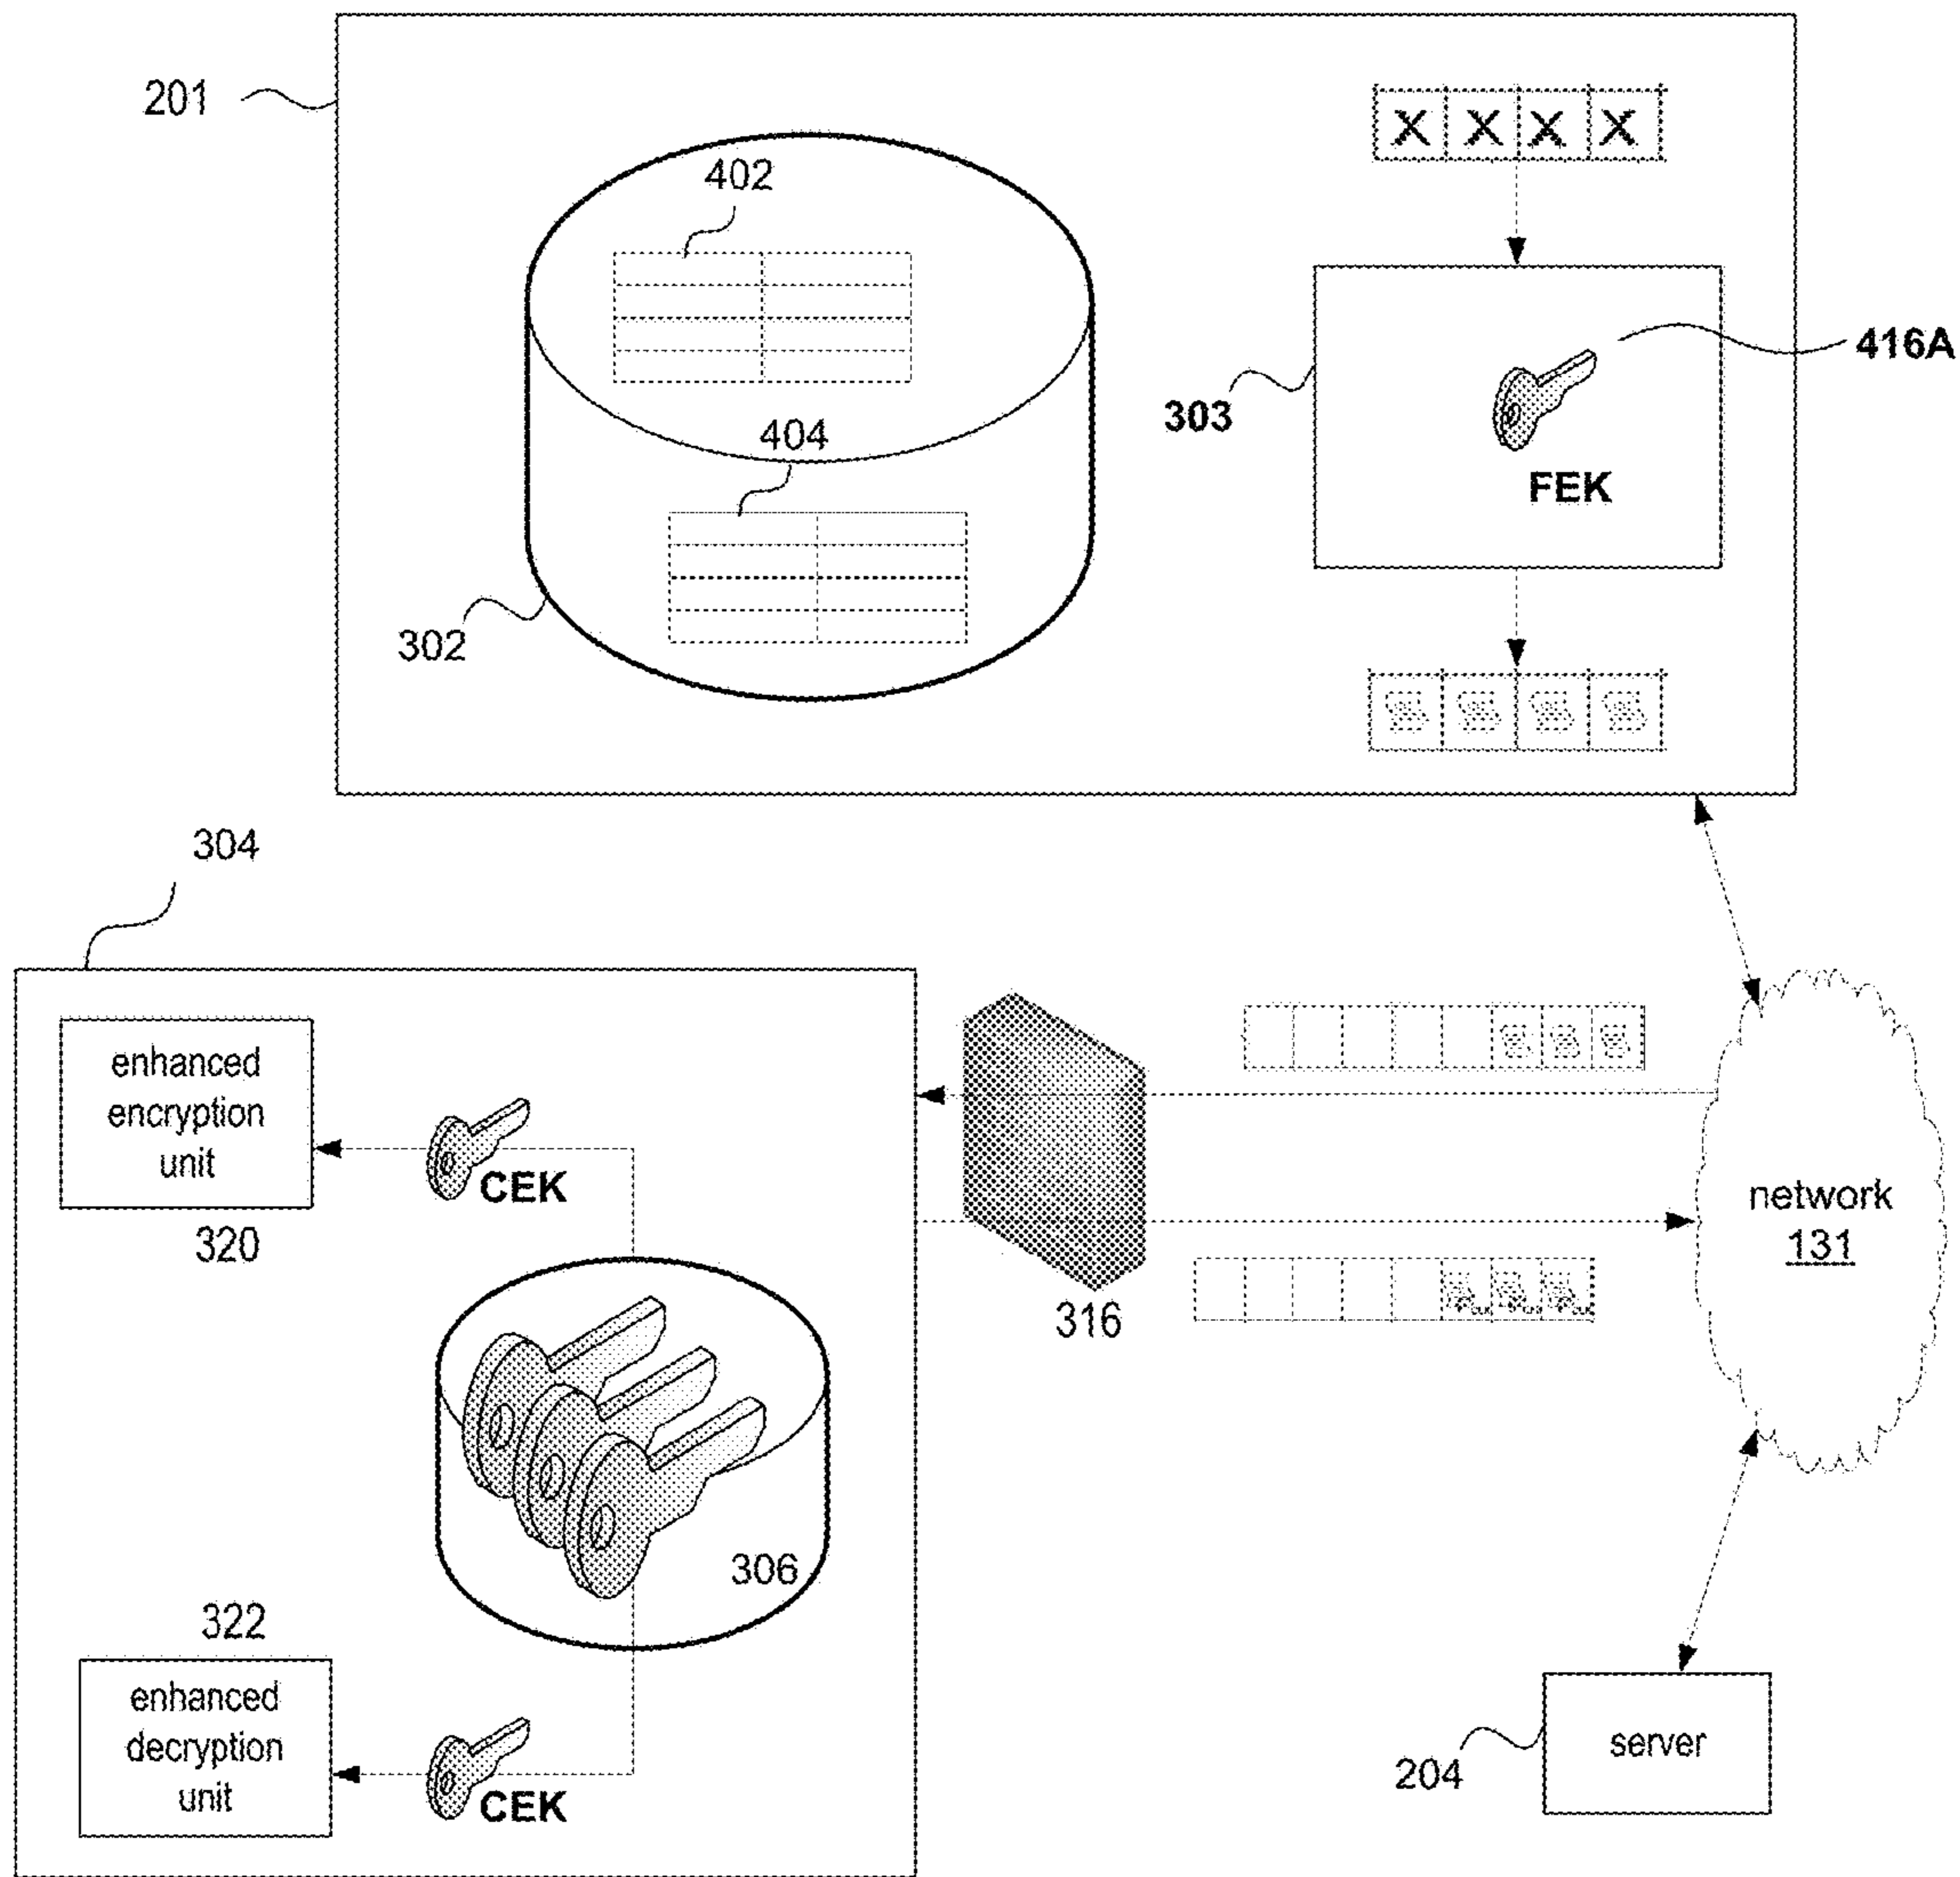 201
X X X X
402
416A
303
404
FEK
302
304
enhanced
encryption
unit
CEK
320
network
131
316
306
322
enhanced
decryption
unit
CEK
server
204